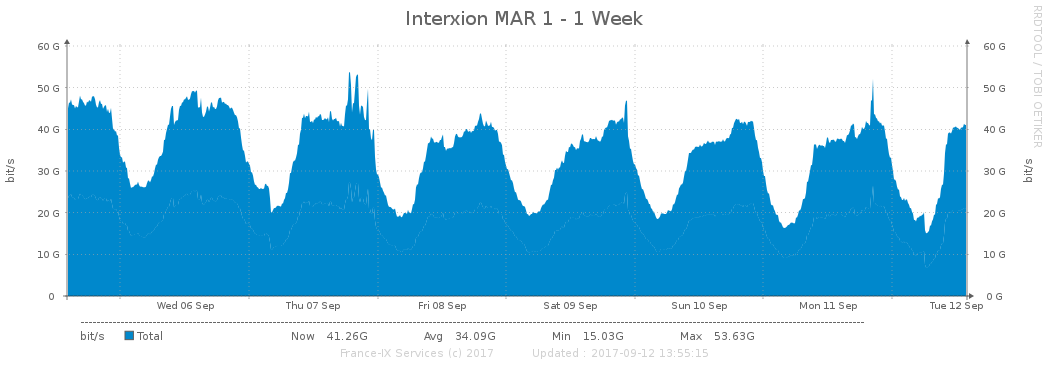 Interxion MAR 1 - 1 Week
RRDTOOL / TOBI OETIKER
bit/s
60 G 60 G
50 G 50 G
40 G 40 G
30 G 30 G
20 G 20 G
10 G 10 G
0 0 G
bit/s
Wed 06 Sep Thu 07 Sep Fri 08 Sep Sat 09 Sep Sun 10 Sep Mon 11 Sep Tue 12 Sep
bit/s Total Now 41.26G Avg 34.09G Min 15.03G Max 53.63G
France-IX Services (c) 2017 Updated : 2017-09-12 13:55:15